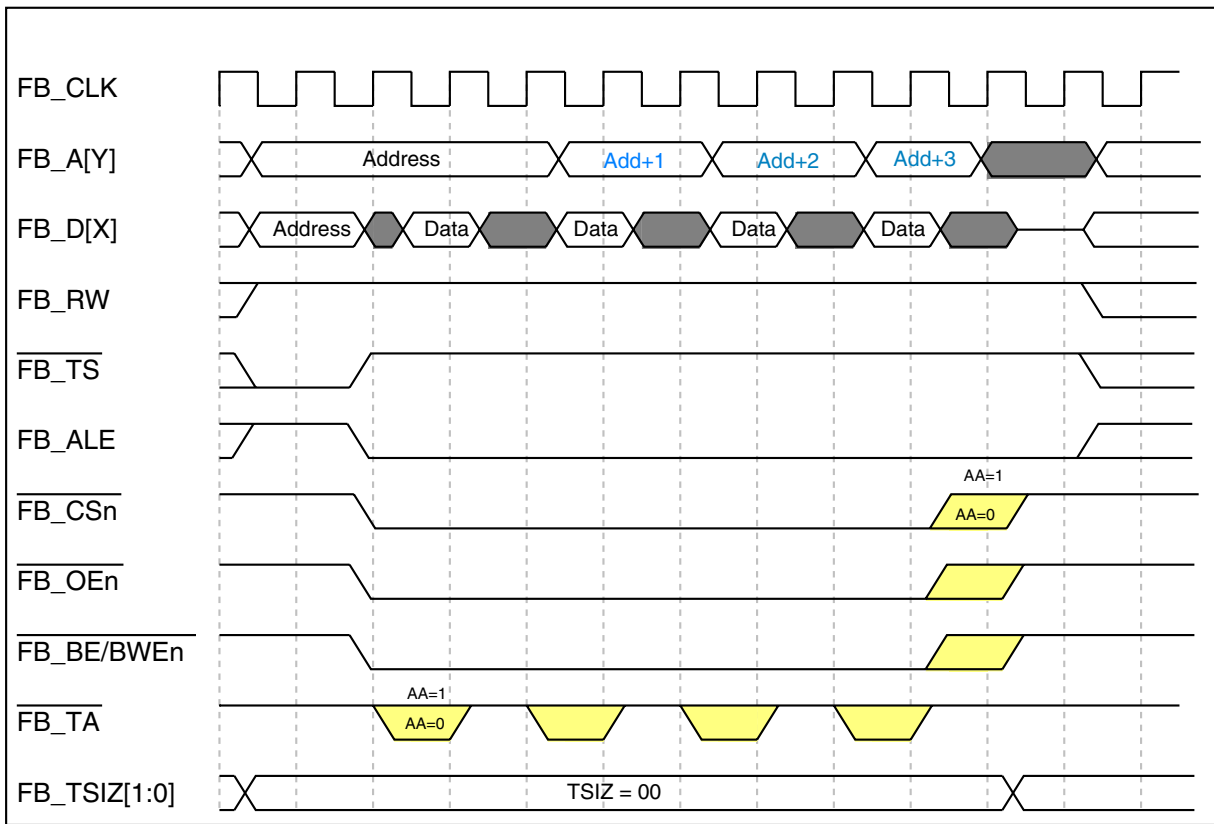 FB_CLK
FB_A[Y] Address Add+1 Add+2 Add+3
FB_D[X] Address Data Data Data Data
FB_RW
FB_TS
FB_ALE
AA=1
FB_CSn AA=0
FB_OEn
FB_BE/BWEn
AA=1
FB_TA AA=0
FB_TSIZ[1:0] TSIZ = 00